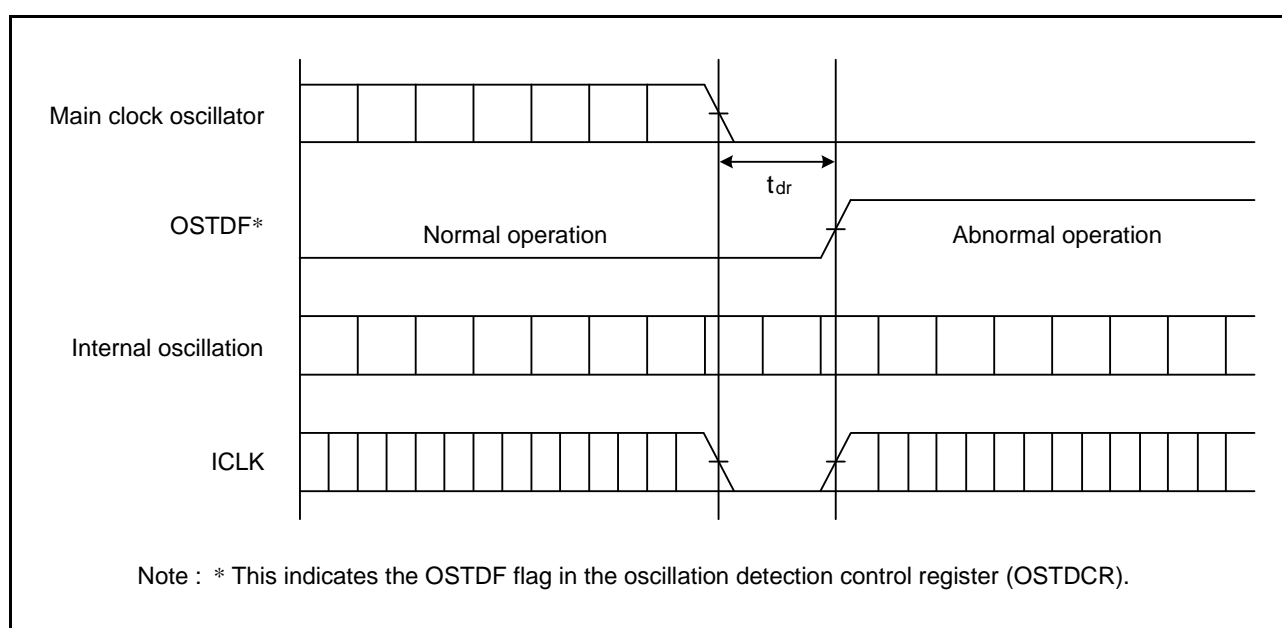 Main clock oscillator
tdr
OSTDF*
Normal operation
Abnormal operation
Internal oscillation
ICLK
Note : * This indicates the OSTDF flag in the oscillation detection control register (OSTDCR).